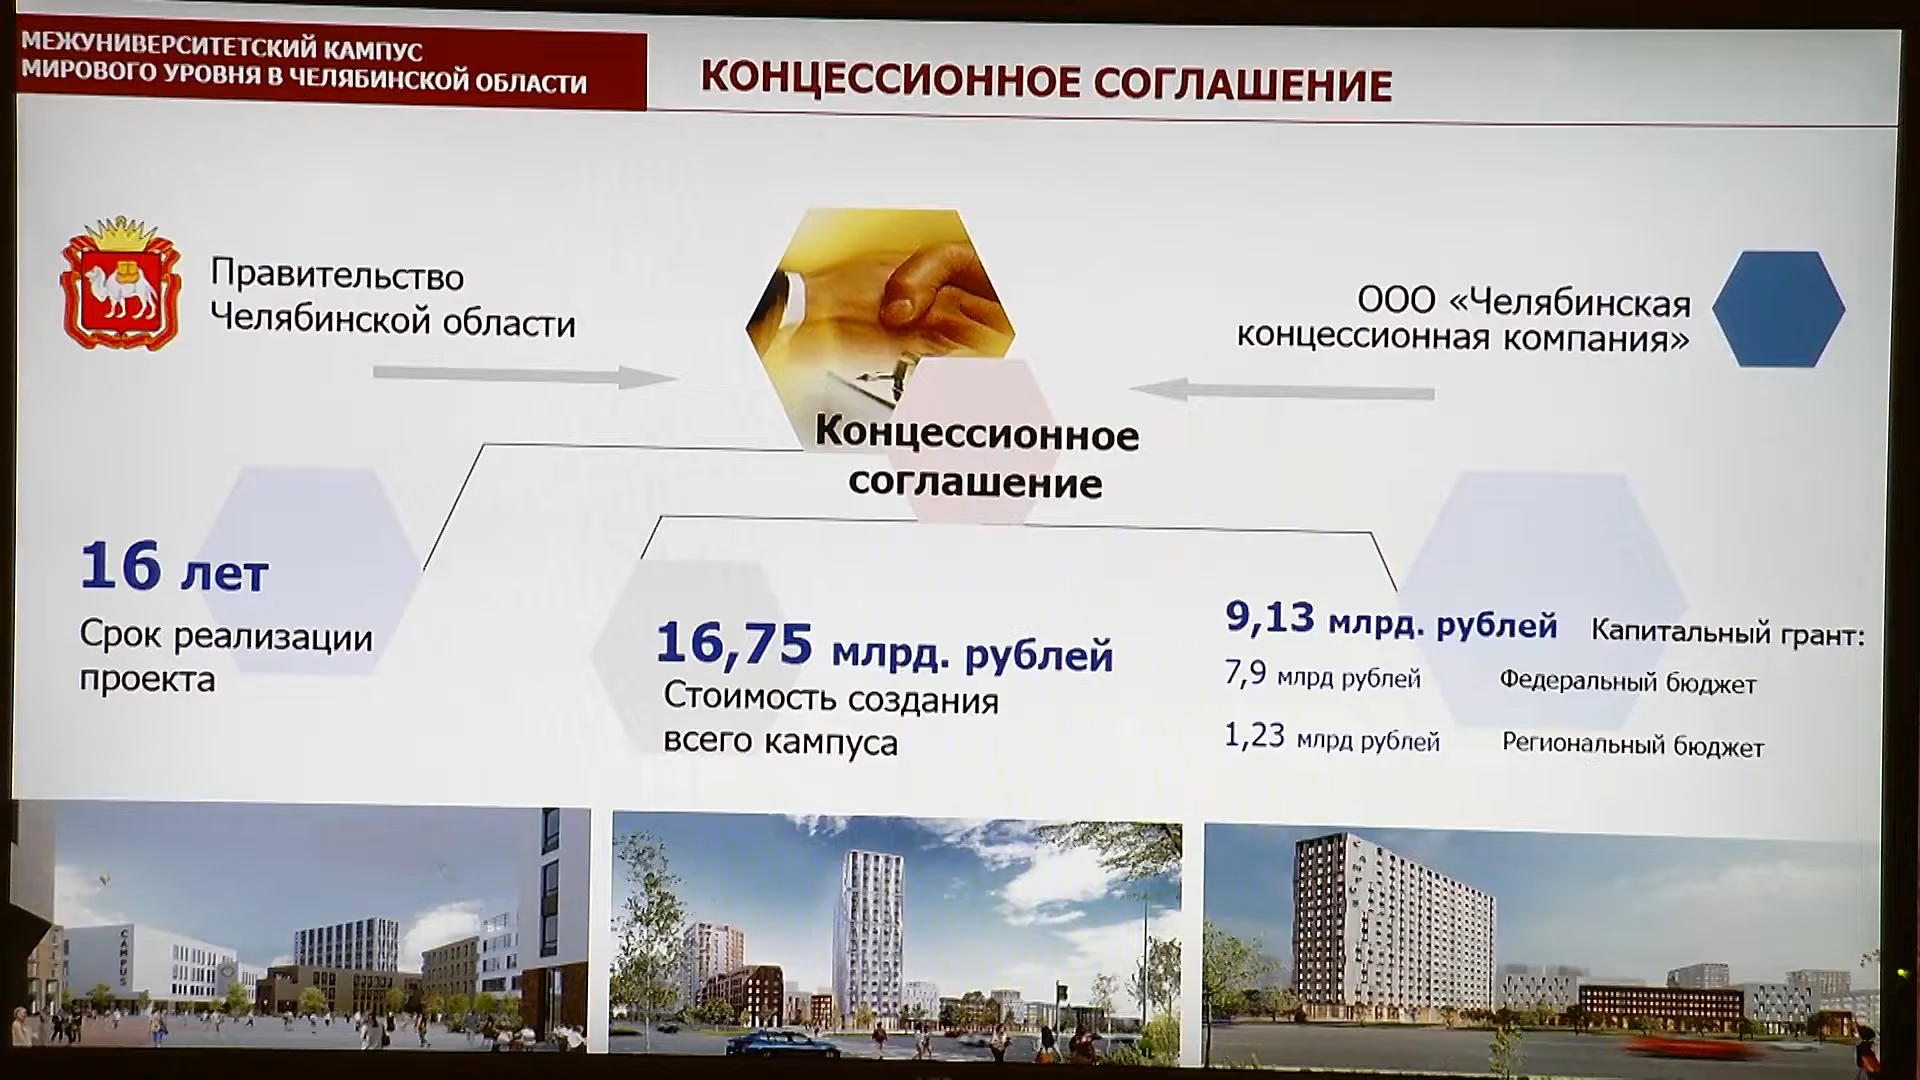 МЕЖУНИВЕРСИТЕТСКИЙ КАМПУС
МИРОВОГО УРОВНЯ В ЧЕЛЯБИНСКОЙ ОБЛАСТИ
КОНЦЕССИОННОЕ СОГЛАШЕНИЕ
Правительство
Челябинской области
ООО «Челябинская
концессионная компания»
Концессионное
соглашение
16 лет
Срок реализации
проекта
16,75 млрд. рублей
Стоимость создания
всего кампуса
9,13 млрд. рублей Капитальный грант:
7,9 млрд рублей Федеральный бюджет
1,23 млрд рублей Региональный бюджет
CAMPUS
CAMPUS